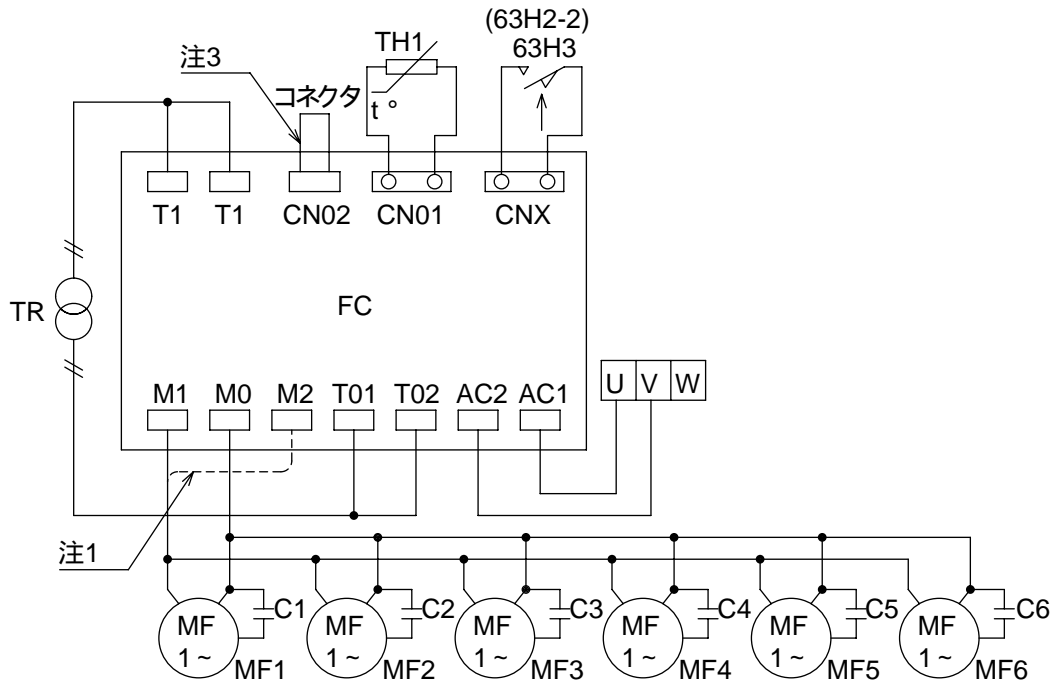 (63H2-2)
63H3
TH1
注3
コネクタ
t°
T1 T1 CN02 CN01 CNX
TR
FC
M1 M0 M2 T01 T02 AC2 AC1
U V W
注1
C1 C2 C3 C4 C5 C6
MF MF MF MF MF MF
1~ 1~ 1~ 1~ 1~ 1~
MF1 MF2 MF3 MF4 MF5 MF6